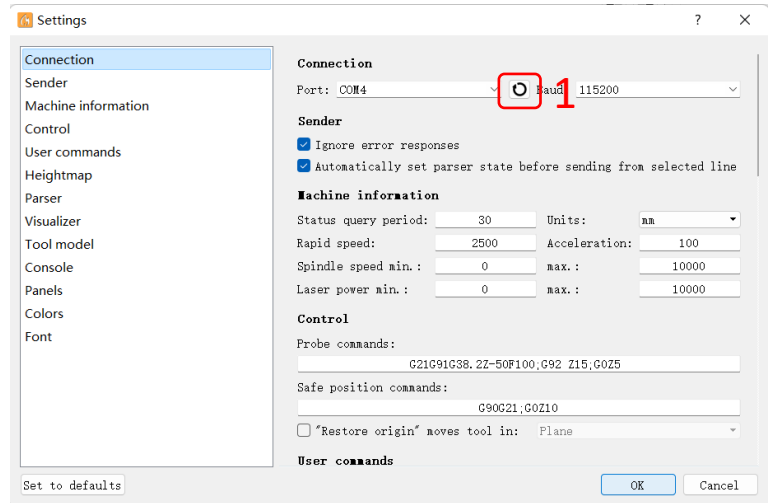 Settings
?
Connection
Sender
Machine information
Control
User commands
Heightmap
Parser
Visualizer
Tool model
Console
Panels
Colors
Font
Connection
Port: COM4 1 Baud 115200
Sender
Ignore error responses
Automatically set parser state before sending from selected line
Machine information
Status query period: 30 Units: mm
Rapid speed: 2500 Acceleration: 100
Spindle speed min.: 0 max.: 10000
Laser power min.: 0 max.: 10000
Control
Probe commands:
G21G91G38.2Z-50F100;G92 Z15;G0Z5
Safe position commands:
G90G21;G0Z10
"Restore origin" moves tool in: Plane
User commands
Set to defaults OK Cancel